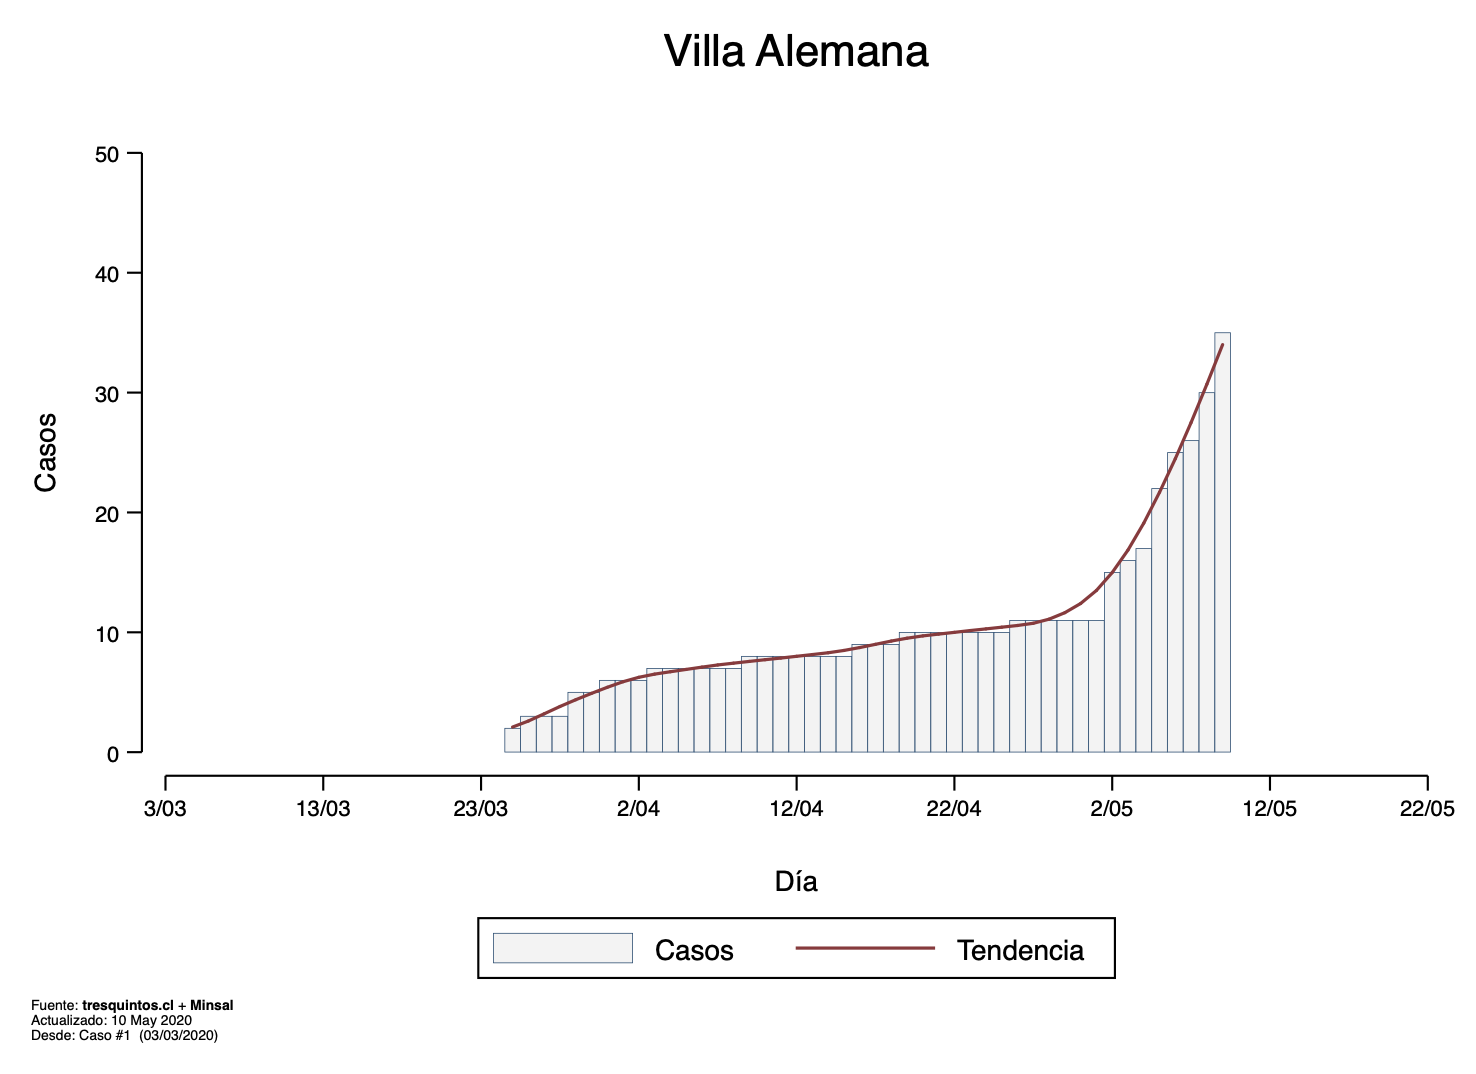 Villa Alemana
50
40
30
20
10
0
Casos
3/03 13/03 23/03 2/04 12/04 22/04 2/05 12/05 22/05
Día
Casos Tendencia
Fuente: tresquintos.cl + Minsal
Actualizado: 10 May 2020
Desde: Caso #1 (03/03/2020)